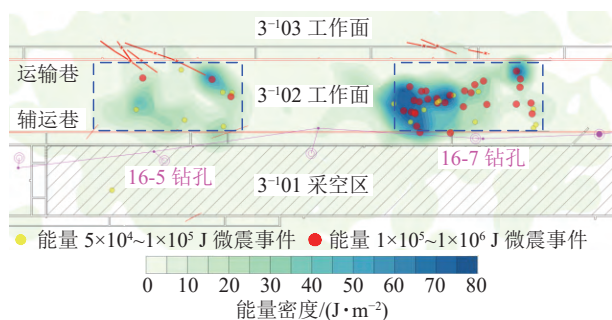 3⁻¹03 工作面
运输巷
3⁻¹02 工作面
辅运巷
16-5 钻孔
16-7 钻孔
3⁻¹01 采空区
能量 5×10⁴~1×10⁵ J 微震事件
能量 1×10⁵~1×10⁶ J 微震事件
0 10 20 30 40 50 60 70 80
能量密度/(J·m⁻²)